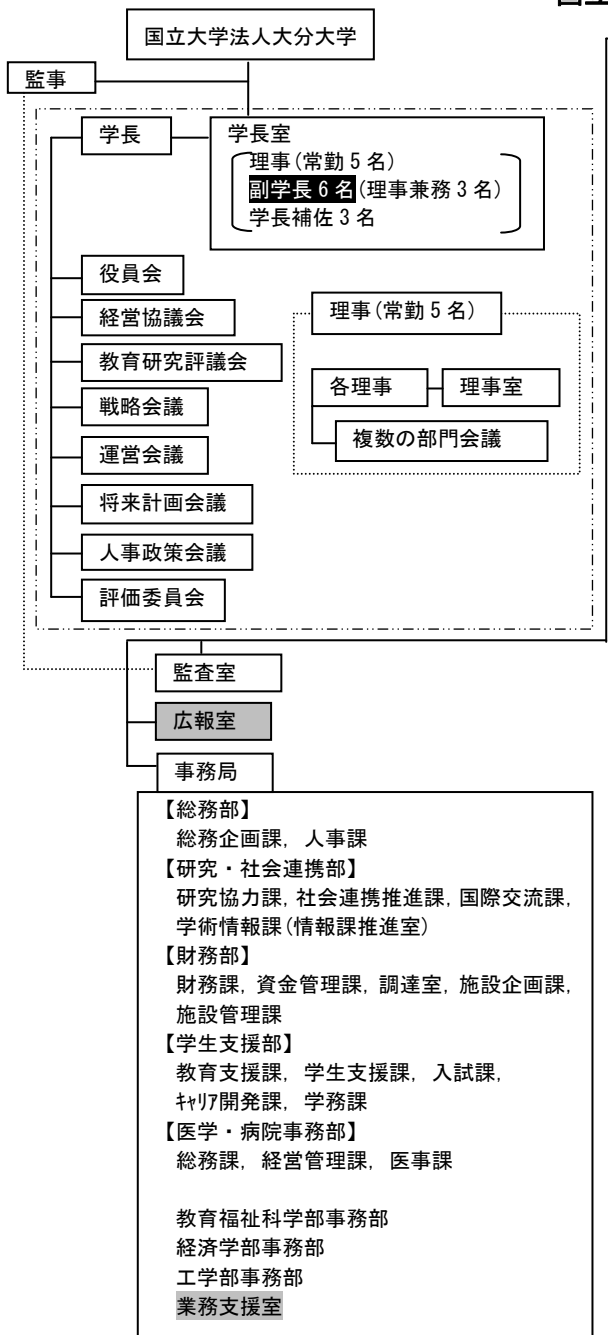 国立大学法人大分大学
監事
学長
学長室
理事(常勤5名)
副学長6名(理事兼務3名)
学長補佐3名
役員会
経営協議会
教育研究評議会
戦略会議
運営会議
将来計画会議
人事政策会議
評価委員会
理事(常勤5名)
各理事
理事室
複数の部門会議
監査室
広報室
事務局
【総務部】
総務企画課, 人事課
【研究・社会連携部】
研究協力課, 社会連携推進課, 国際交流課,
学術情報課(情報課推進室)
【財務部】
財務課, 資金管理課, 調達室, 施設企画課,
施設管理課
【学生支援部】
教育支援課, 学生支援課, 入試課,
ｷｬﾘｱ開発課, 学務課
【医学・病院事務部】
総務課, 経営管理課, 医事課
教育福祉科学部事務部
経済学部事務部
工学部事務部
業務支援室